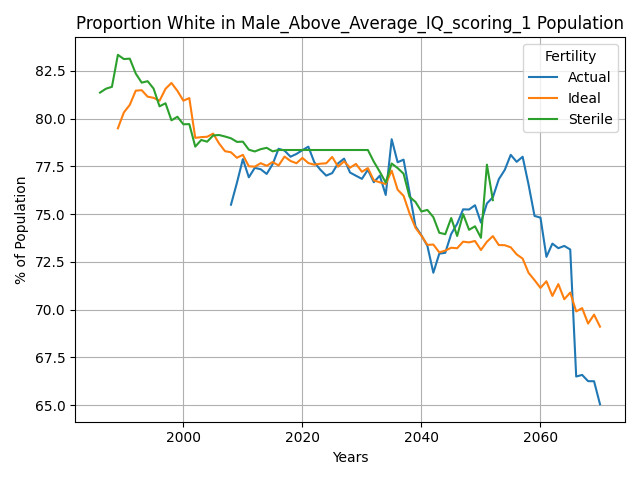 Proportion White in Male_Above_Average_IQ_scoring_1 Population
Fertility
Actual
Ideal
Sterile
% of Population
82.5
80.0
77.5
75.0
72.5
70.0
67.5
65.0
2000
2020
2040
2060
Years